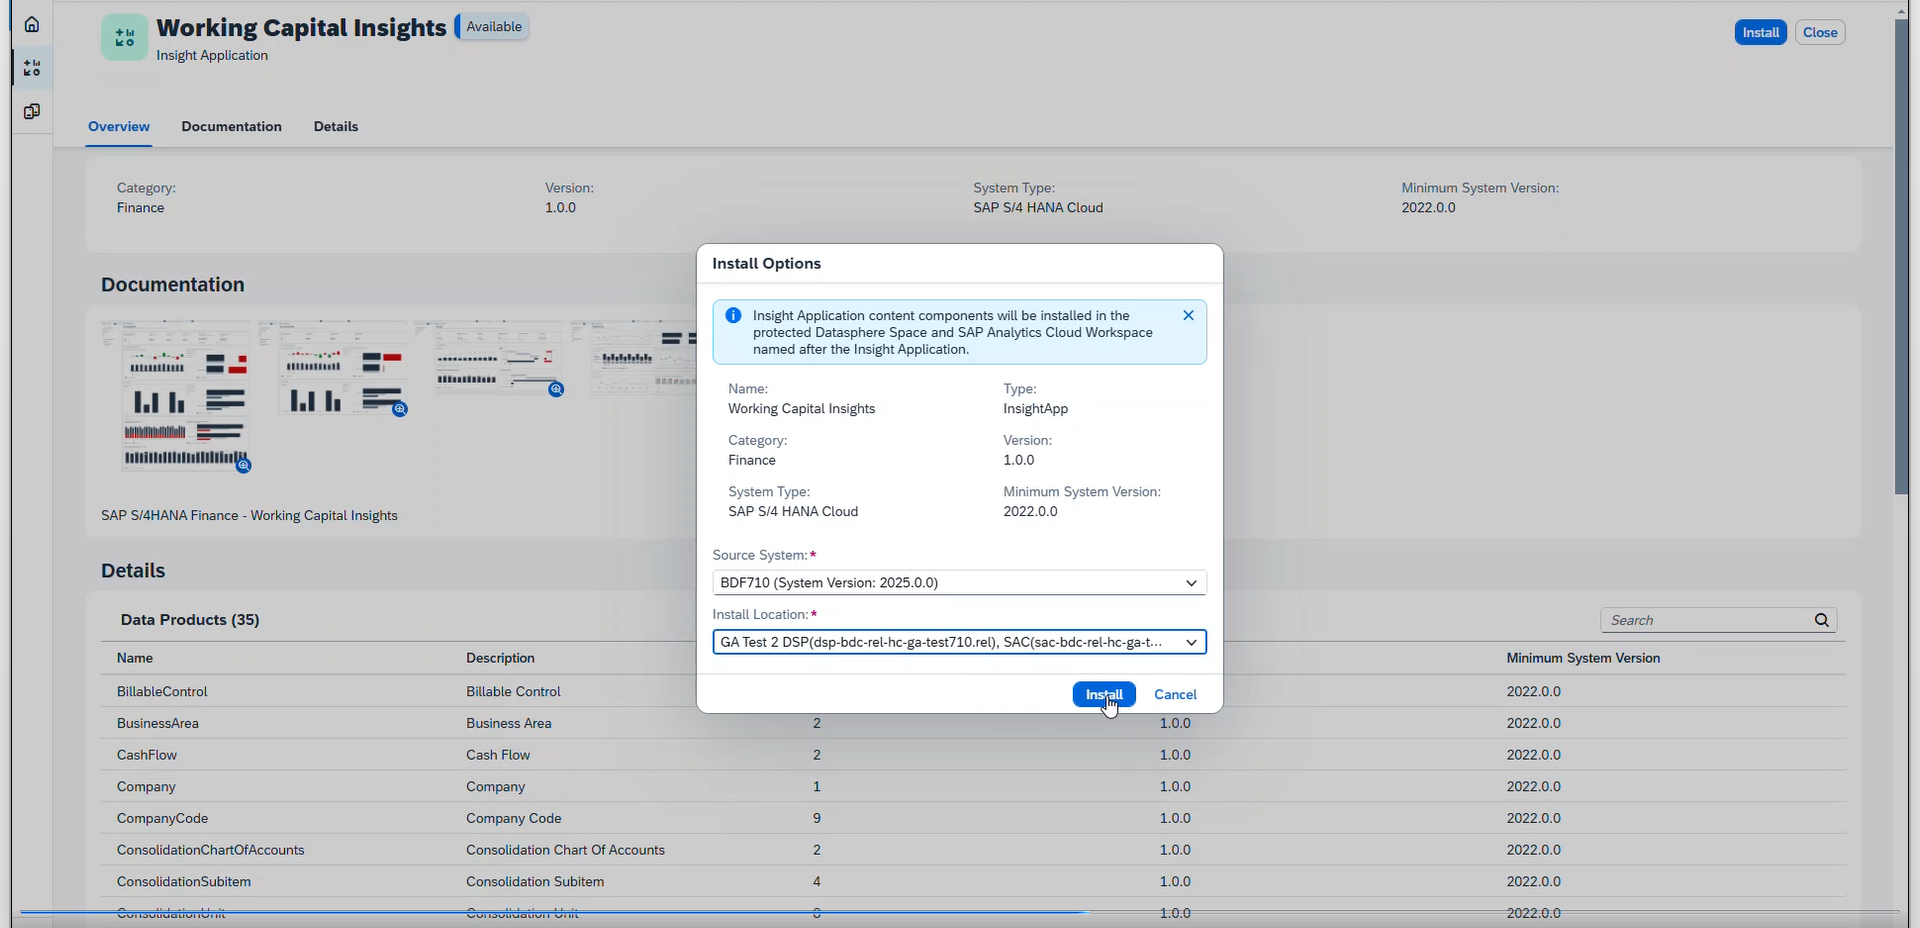 Working Capital Insights
Available
Insight Application
Install
Close
Overview
Documentation
Details
Category:
Finance
Version:
1.0.0
System Type:
SAP S/4 HANA Cloud
Minimum System Version:
2022.0.0
Documentation
SAP S/4HANA Finance - Working Capital Insights
Install Options
Insight Application content components will be installed in the
protected Datasphere Space and SAP Analytics Cloud Workspace
named after the Insight Application.
Name:
Working Capital Insights
Type:
InsightApp
Category:
Finance
Version:
1.0.0
System Type:
SAP S/4 HANA Cloud
Minimum System Version:
2022.0.0
Source System:*
BDF710 (System Version: 2025.0.0)
Install Location:*
GA Test 2 DSP(dsp-bdc-rel-hc-ga-test710.rel), SAC(sac-bdc-rel-hc-ga-t...
Install
Cancel
Details
Data Products (35)
Search
Name Description Minimum System Version
BillableControl Billable Control 2022.0.0
BusinessArea Business Area 2 1.0.0 2022.0.0
CashFlow Cash Flow 2 1.0.0 2022.0.0
Company Company 1 1.0.0 2022.0.0
CompanyCode Company Code 9 1.0.0 2022.0.0
ConsolidationChartOfAccounts Consolidation Chart Of Accounts 2 1.0.0 2022.0.0
ConsolidationSubitem Consolidation Subitem 4 1.0.0 2022.0.0
ConsolidationUnit Consolidation Unit 1.0.0 2022.0.0